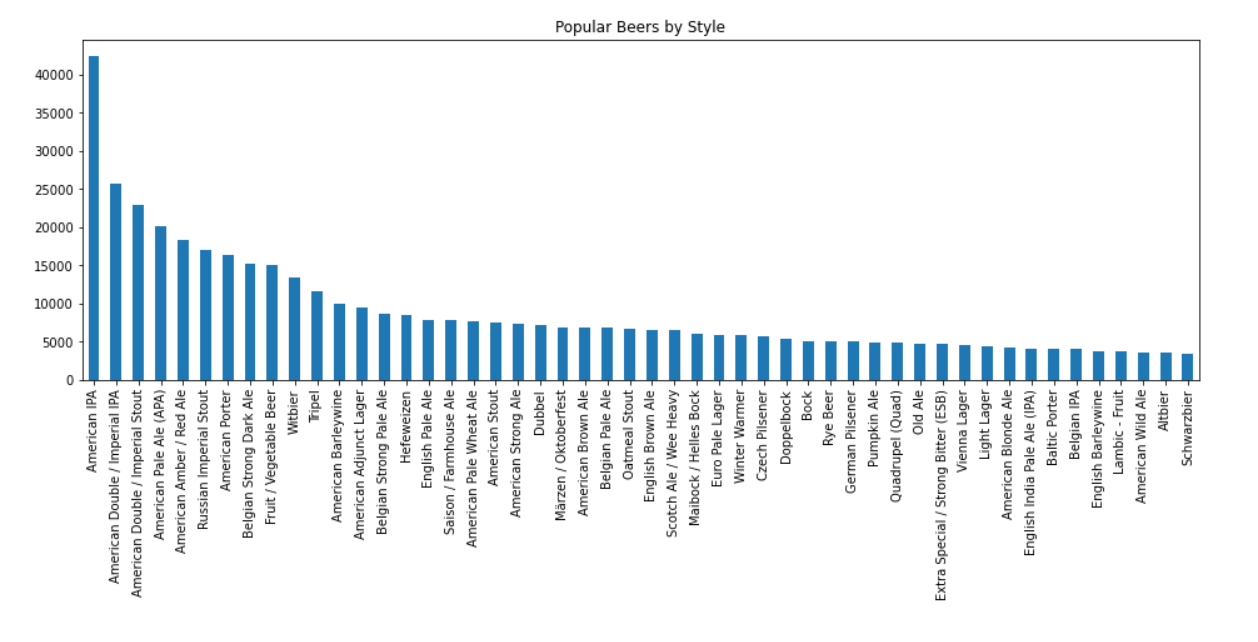 Popular Beers by Style
40000
35000
30000
25000
20000
15000
10000
5000
0
American IPA
American Double / Imperial IPA
American Double / Imperial Stout
American Pale Ale (APA)
American Amber / Red Ale
Russian Imperial Stout
American Porter
Belgian Strong Dark Ale
Fruit / Vegetable Beer
Witbier
Tripel
American Barleywine
American Adjunct Lager
Belgian Strong Pale Ale
Hefeweizen
English Pale Ale
Saison / Farmhouse Ale
American Pale Wheat Ale
American Stout
American Strong Ale
Dubbel
Märzen / Oktoberfest
American Brown Ale
Belgian Pale Ale
Oatmeal Stout
English Brown Ale
Scotch Ale / Wee Heavy
Maibock / Helles Bock
Euro Pale Lager
Winter Warmer
Czech Pilsener
Doppelbock
Bock
Rye Beer
German Pilsener
Pumpkin Ale
Quadrupel (Quad)
Old Ale
Extra Special / Strong Bitter (ESB)
Vienna Lager
Light Lager
American Blonde Ale
English India Pale Ale (IPA)
Baltic Porter
Belgian IPA
English Barleywine
Lambic - Fruit
American Wild Ale
Altbier
Schwarzbier